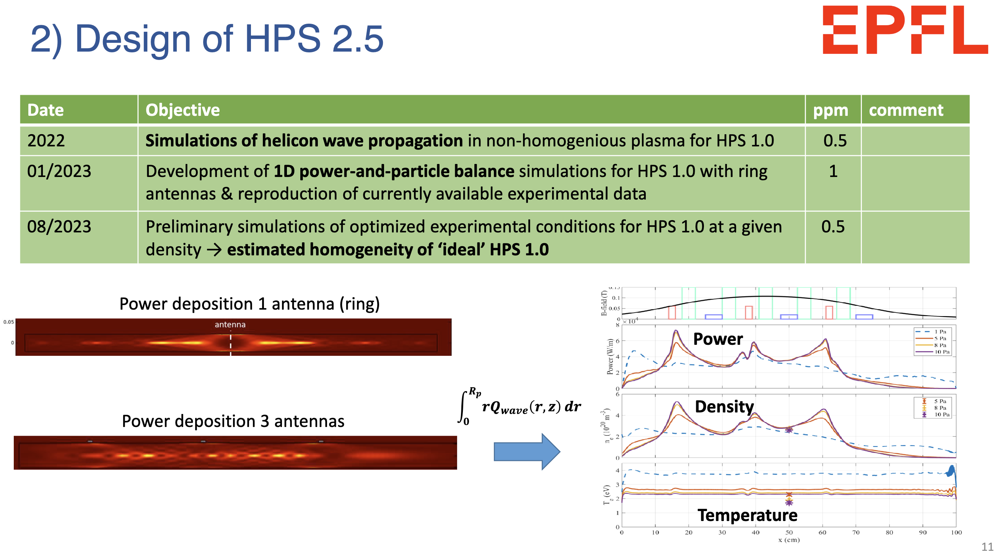 2) Design of HPS 2.5
EPFL
Date Objective ppm comment
2022 Simulations of helicon wave propagation in non-homogenious plasma for HPS 1.0 0.5
01/2023 Development of 1D power-and-particle balance simulations for HPS 1.0 with ring 1
antennas & reproduction of currently available experimental data
08/2023 Preliminary simulations of optimized experimental conditions for HPS 1.0 at a given 0.5
density → estimated homogeneity of ‘ideal’ HPS 1.0
Power deposition 1 antenna (ring)
0.05
antenna
0
Power deposition 3 antennas
∫₀^{R_p} rQ_{wave}(r, z) dr
B-field (T)
0.1
0.05
0
×10⁴
Power
Power (W/m)
8
6
4
2
0
1 Pa
5 Pa
8 Pa
10 Pa
Density
n_e (10²⁰ m⁻³)
6
4
2
0
5 Pa
8 Pa
10 Pa
Temperature
T_e (eV)
4
3
2
1
0
0 10 20 30 40 50 60 70 80 90 100
x (cm)
11